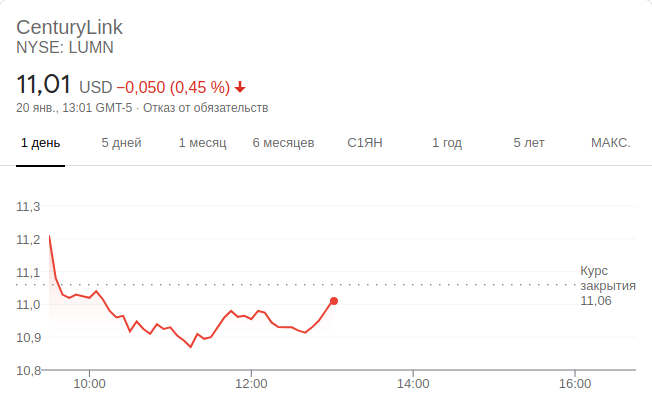 CenturyLink
NYSE: LUMN
11,01 USD −0,050 (0,45 %)
20 янв., 13:01 GMT-5 · Отказ от обязательств
1 день 5 дней 1 месяц 6 месяцев С1ЯН 1 год 5 лет МАКС.
11,3
11,2
11,1
11,0
10,9
10,8
Курс
закрытия
11,06
10:00 12:00 14:00 16:00